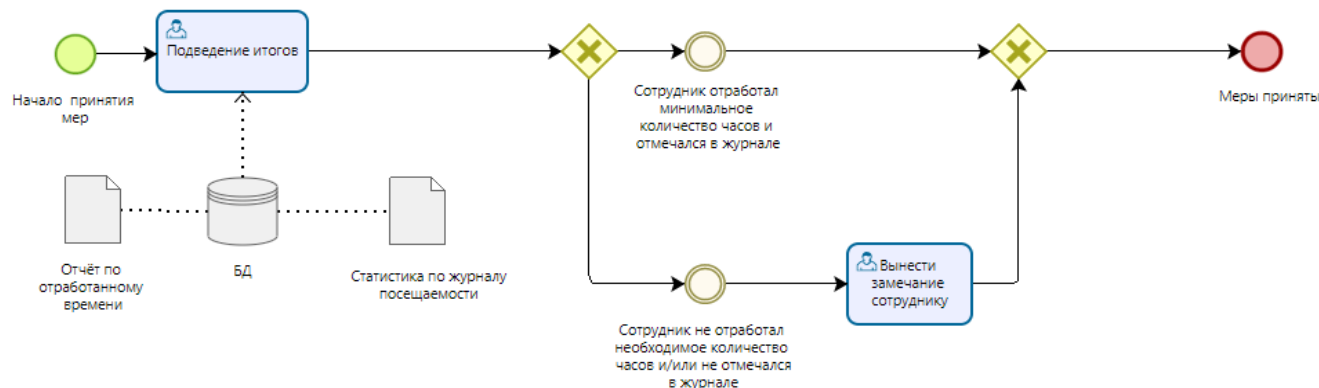 Подведение итогов
Начало принятия
мер
Сотрудник отработал
минимальное
количество часов и
отмечался в журнале
Меры приняты
Отчёт по
отработанному
времени
БД
Статистика по журналу
посещаемости
Вынести
замечание
сотруднику
Сотрудник не отработал
необходимое количество
часов и/или не отмечался
в журнале